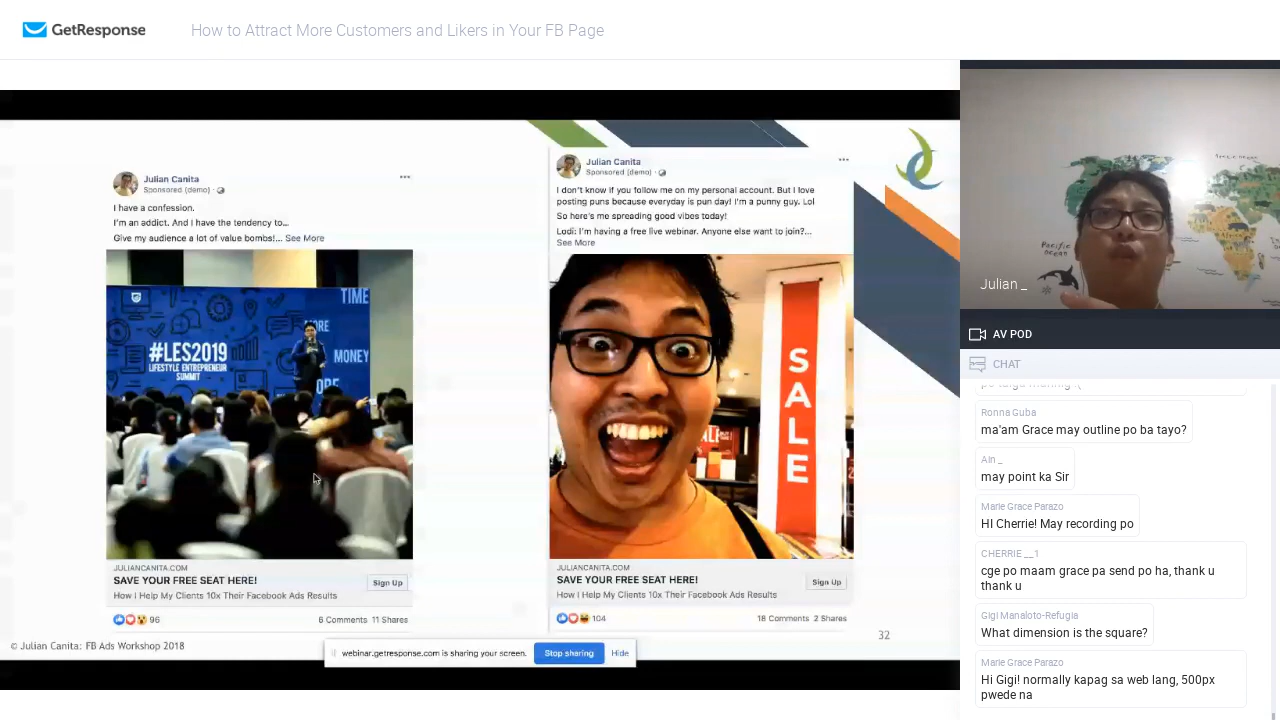 GetResponse
How to Attract More Customers and Likers in Your FB Page
Julian Canita
Sponsored (demo) ·
I have a confession.
I'm an addict. And I have the tendency to...
Give my audience a lot of value bombs!... See More
TIME
MORE
MONEY
#LES2019
LIFESTYLE ENTREPRENEUR
SUMMIT
JULIANCANITA.COM
SAVE YOUR FREE SEAT HERE!
How I Help My Clients 10x Their Facebook Ads Results
Sign Up
96
6 Comments 11 Shares
Julian Canita
Sponsored (demo) ·
I don't know if you follow me on my personal account. But I love
posting puns because everyday is pun day! I'm a punny guy. Lol
So here's me spreading good vibes today!
Lodi: I'm having a free live webinar. Anyone else want to join?...
See More
SALE
JULIANCANITA.COM
SAVE YOUR FREE SEAT HERE!
How I Help My Clients 10x Their Facebook Ads Results
Sign Up
104
18 Comments 2 Shares
32
© Julian Canita: FB Ads Workshop 2018
webinar.getresponse.com is sharing your screen.
Stop sharing
Hide
Pacific
Ocean
Julian _
AV POD
CHAT
Ronna Guba
ma'am Grace may outline po ba tayo?
Ain _
may point ka Sir
Marie Grace Parazo
HI Cherrie! May recording po
CHERRIE __1
cge po maam grace pa send po ha, thank u
thank u
Gigi Manaloto-Refugia
What dimension is the square?
Marie Grace Parazo
Hi Gigi! normally kapag sa web lang, 500px
pwede na